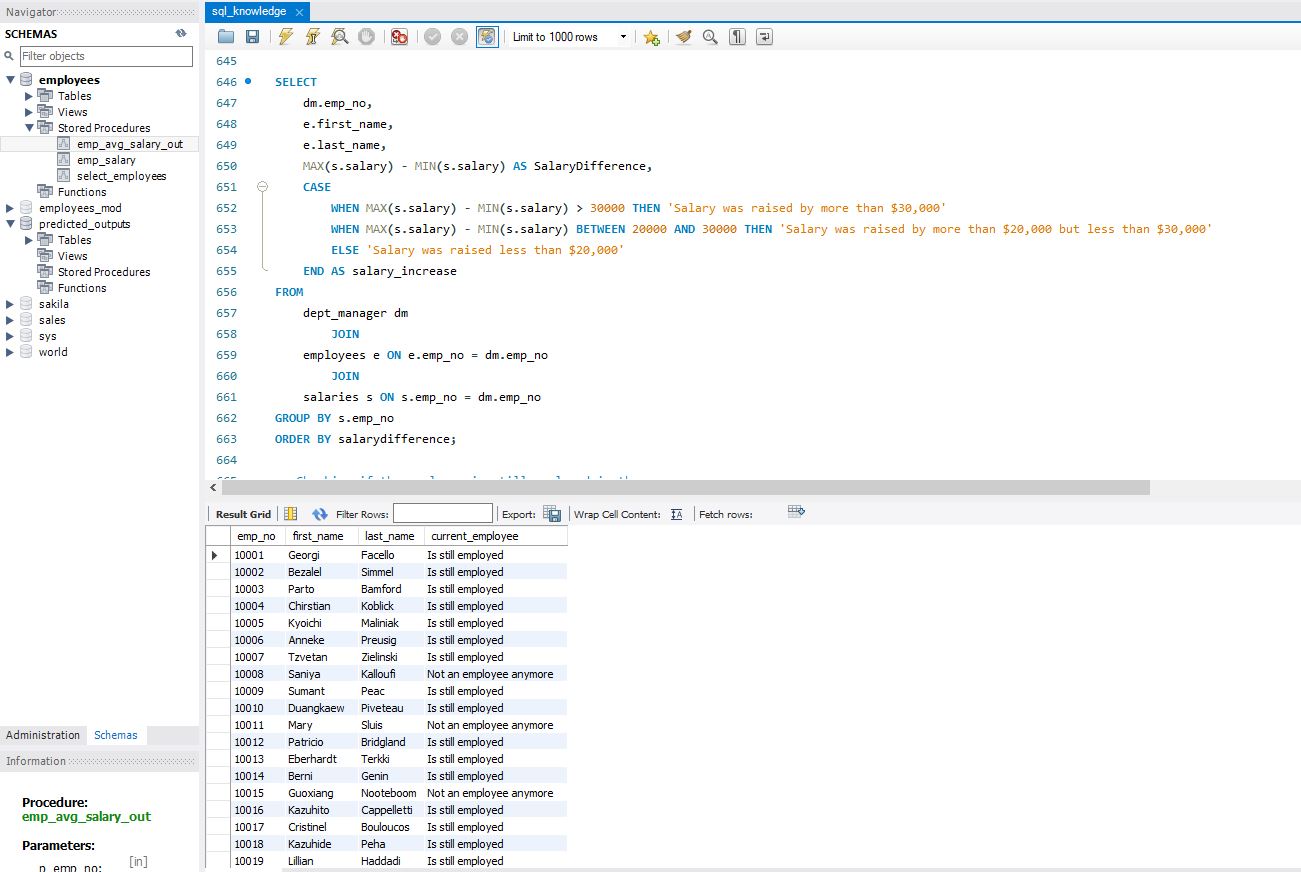 Navigator
SCHEMAS
Filter objects
employees
Tables
Views
Stored Procedures
emp_avg_salary_out
emp_salary
select_employees
Functions
employees_mod
predicted_outputs
Tables
Views
Stored Procedures
Functions
sakila
sales
sys
world
Administration Schemas
Information
Procedure:
emp_avg_salary_out
Parameters:
p_emp_no: [in]
sql_knowledge
Limit to 1000 rows
645
646 SELECT
647 dm.emp_no,
648 e.first_name,
649 e.last_name,
650 MAX(s.salary) - MIN(s.salary) AS SalaryDifference,
651 CASE
652 WHEN MAX(s.salary) - MIN(s.salary) > 30000 THEN 'Salary was raised by more than $30,000'
653 WHEN MAX(s.salary) - MIN(s.salary) BETWEEN 20000 AND 30000 THEN 'Salary was raised by more than $20,000 but less than $30,000'
654 ELSE 'Salary was raised less than $20,000'
655 END AS salary_increase
656 FROM
657 dept_manager dm
658 JOIN
659 employees e ON e.emp_no = dm.emp_no
660 JOIN
661 salaries s ON s.emp_no = dm.emp_no
662 GROUP BY s.emp_no
663 ORDER BY salarydifference;
664
Result Grid Filter Rows: Export: Wrap Cell Content: Fetch rows:
emp_no first_name last_name current_employee
10001 Georgi Facello Is still employed
10002 Bezalel Simmel Is still employed
10003 Parto Bamford Is still employed
10004 Chirstian Koblick Is still employed
10005 Kyoichi Maliniak Is still employed
10006 Anneke Preusig Is still employed
10007 Tzvetan Zielinski Is still employed
10008 Saniya Kalloufi Not an employee anymore
10009 Sumant Peac Is still employed
10010 Duangkaew Piveteau Is still employed
10011 Mary Sluis Not an employee anymore
10012 Patricio Bridgland Is still employed
10013 Eberhardt Terkki Is still employed
10014 Berni Genin Is still employed
10015 Guoxiang Nooteboom Not an employee anymore
10016 Kazuhito Cappelletti Is still employed
10017 Cristinel Bouloucos Is still employed
10018 Kazuhide Peha Is still employed
10019 Lillian Haddadi Is still employed